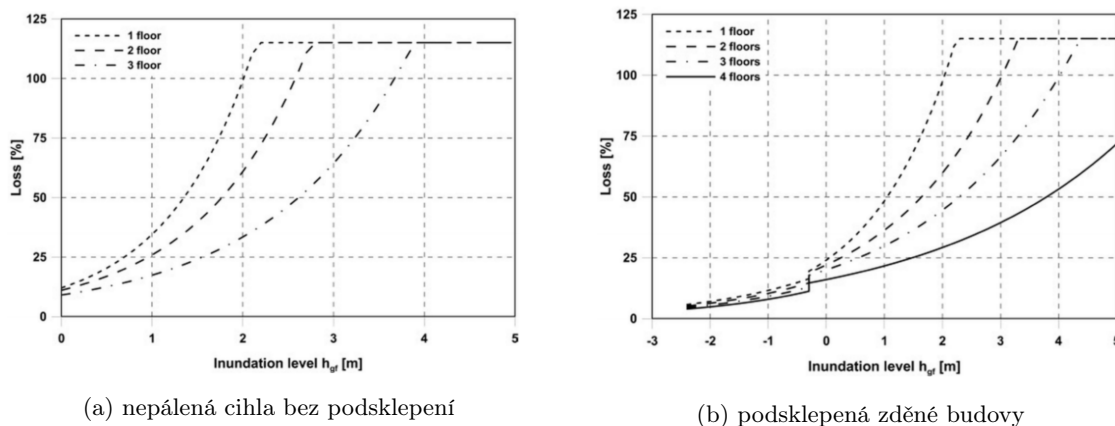 125
100
75
50
25
0
Loss [%]
1 floor
2 floor
3 floor
0 1 2 3 4 5
Inundation level h_gf [m]
(a) nepálená cihla bez podsklepení
125
100
75
50
25
0
Loss [%]
1 floor
2 floors
3 floors
4 floors
-3 -2 -1 0 1 2 3 4 5
Inundation level h_gf [m]
(b) podsklepená zděné budovy